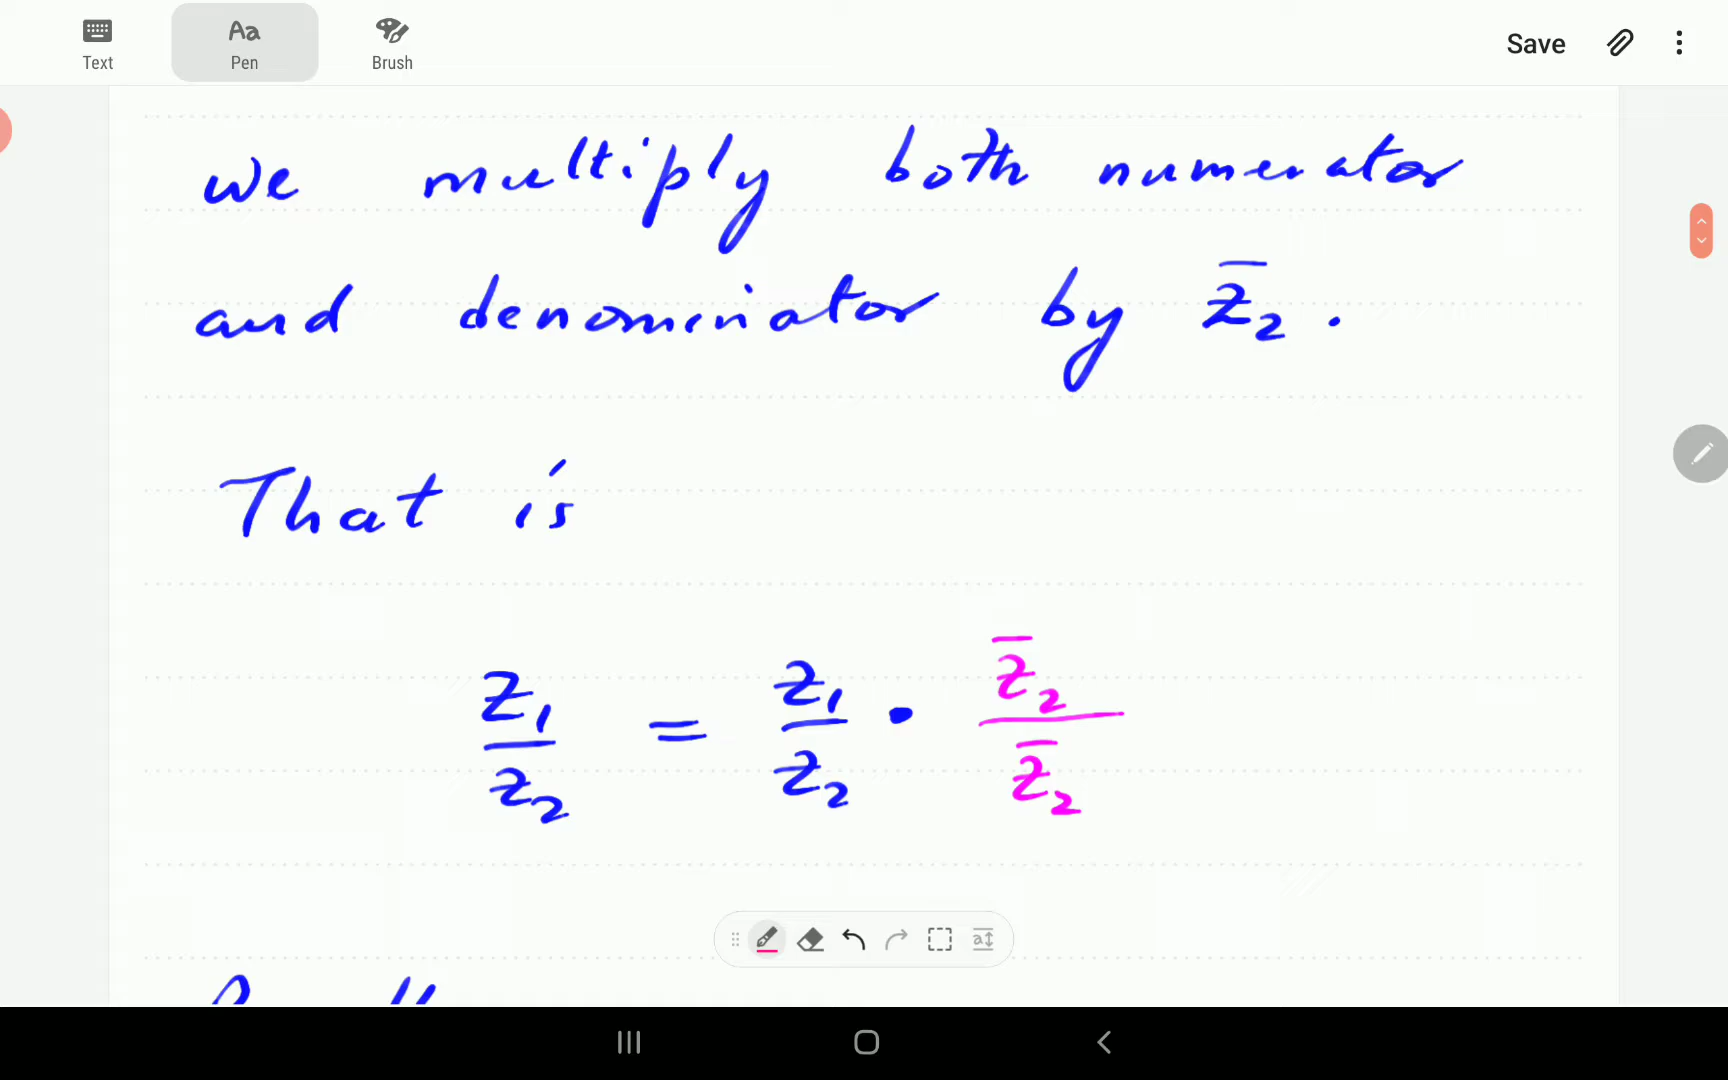 Text Pen Brush Save
we multiply both numerator
and denominator by z̅₂.
That is
z₁/z₂ = z₁/z₂ · z̅₂/z̅₂